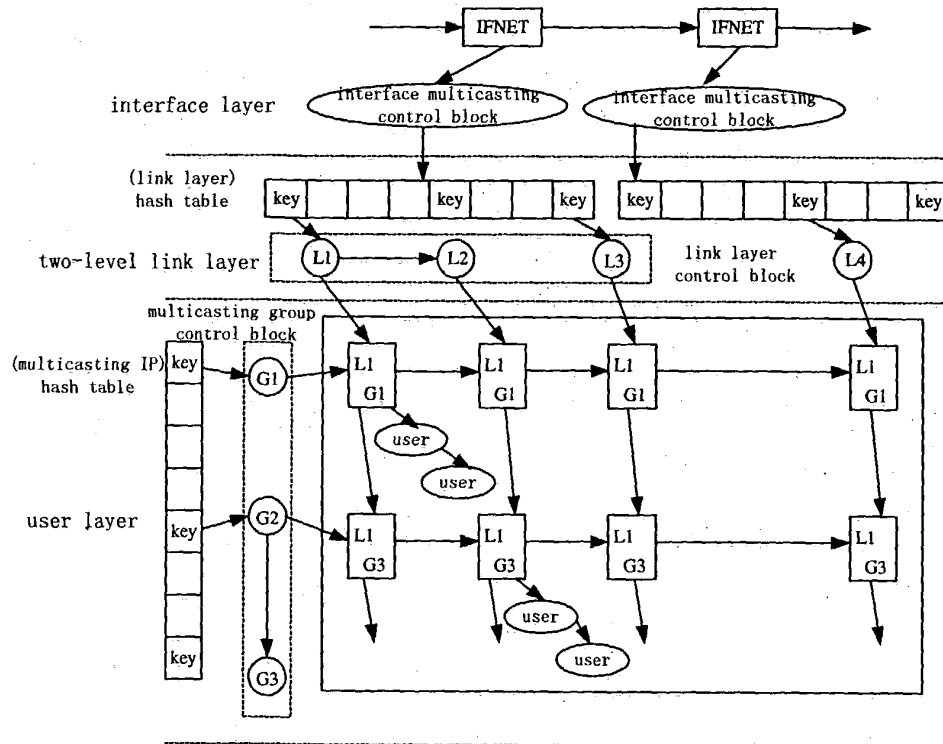 IFNET
IFNET
interface layer
interface multicasting
control block
interface multicasting
control block
(link layer)
hash table
key
key
key
key
key
key
two-level link layer
L1
L2
L3
link layer
control block
L4
multicasting group
control block
(multicasting IP)
hash table
key
G1
L1
G1
L1
G1
L1
G1
L1
G1
user
user
user layer
key
G2
L1
G3
L1
G3
L1
G3
L1
G3
user
user
key
G3